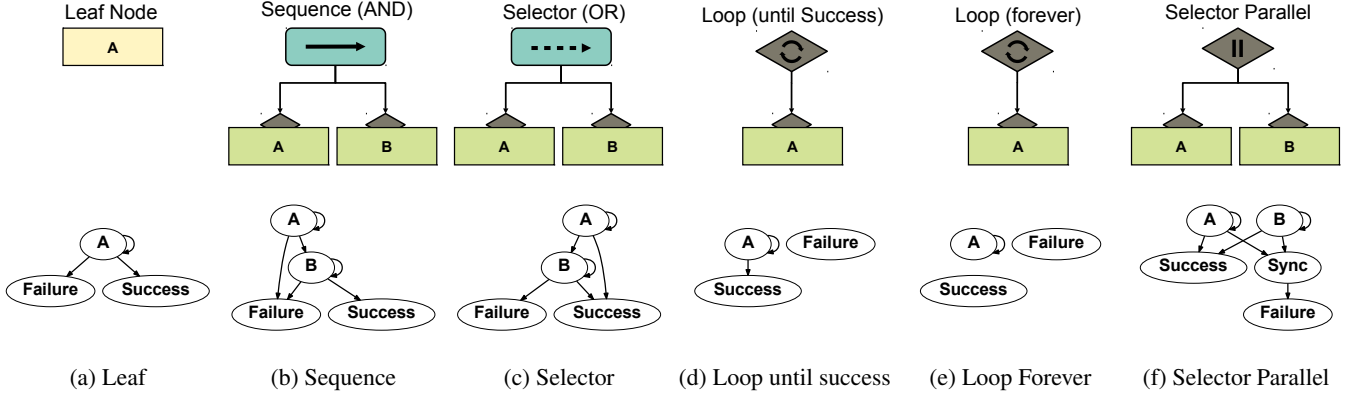 Leaf Node
Sequence (AND)
Selector (OR)
Loop (until Success)
Loop (forever)
Selector Parallel
A
A
B
A
B
A
A
A
B
A
Failure
Success
A
B
Failure
Success
A
B
Failure
Success
A
Failure
Success
A
Failure
Success
A
B
Success
Sync
Failure
(a) Leaf
(b) Sequence
(c) Selector
(d) Loop until success
(e) Loop Forever
(f) Selector Parallel